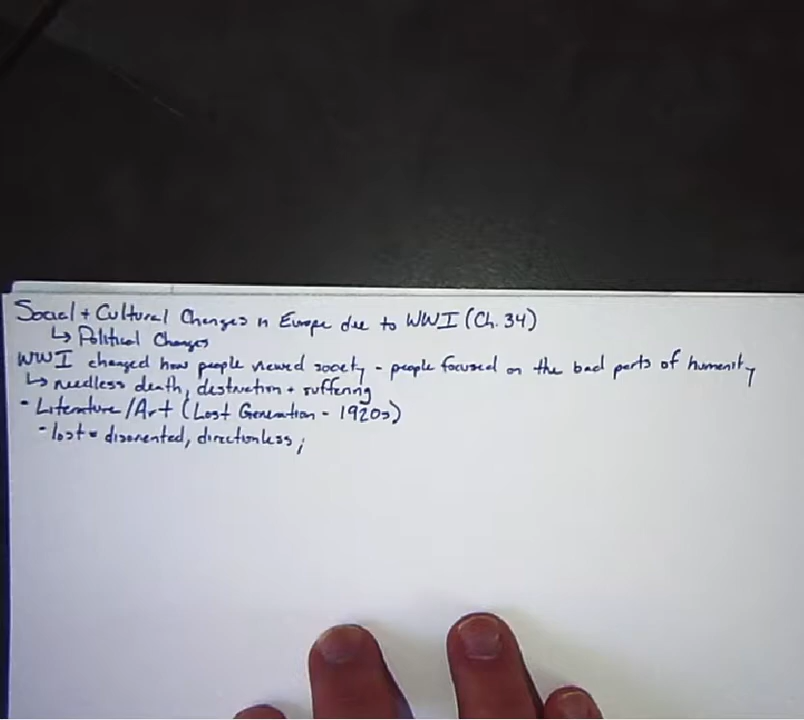 Social + Cultural Changes in Europe due to WWI (Ch. 34)
↳ Political Changes
WWI changed how people viewed society - people focused on the bad parts of humanity
↳ needless death, destruction + suffering
- Literature/Art (Lost Generation - 1920s)
- lost = disoriented, directionless,